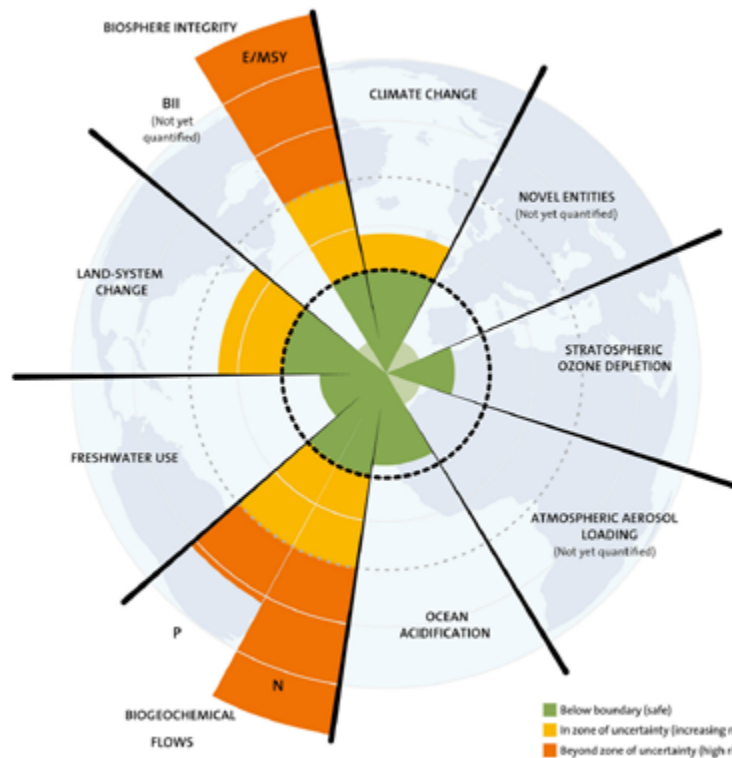 BIOSPHERE INTEGRITY
E/MSY
BII
(Not yet
quantified)
CLIMATE CHANGE
NOVEL ENTITIES
(Not yet quantified)
LAND-SYSTEM
CHANGE
STRATOSPHERIC
OZONE DEPLETION
FRESHWATER USE
ATMOSPHERIC AEROSOL
LOADING
(Not yet quantified)
OCEAN
ACIDIFICATION
P
N
BIOGEOCHEMICAL
FLOWS
Below boundary (safe)
In zone of uncertainty (increasing
Beyond zone of uncertainty (high